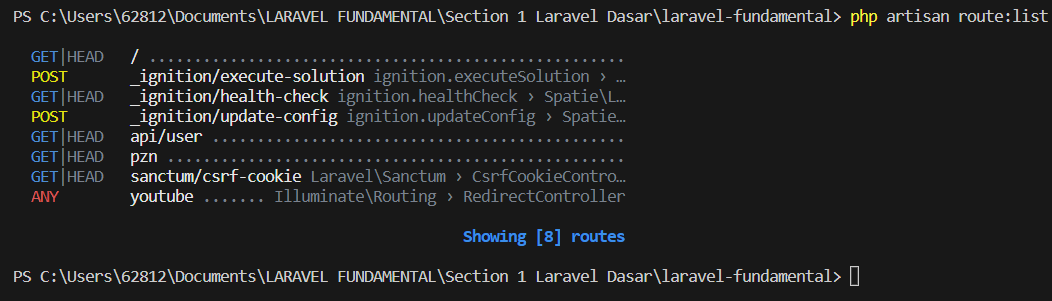 PS C:\Users\62812\Documents\LARAVEL FUNDAMENTAL\Section 1 Laravel Dasar\laravel-fundamental> php artisan route:list
GET|HEAD / .....................................................
POST _ignition/execute-solution ignition.executeSolution › …
GET|HEAD _ignition/health-check ignition.healthCheck › Spatie\L…
POST _ignition/update-config ignition.updateConfig › Spatie…
GET|HEAD api/user ..............................................
GET|HEAD pzn ...................................................
GET|HEAD sanctum/csrf-cookie Laravel\Sanctum › CsrfCookieContro…
ANY youtube ....... Illuminate\Routing › RedirectController
Showing [8] routes
PS C:\Users\62812\Documents\LARAVEL FUNDAMENTAL\Section 1 Laravel Dasar\laravel-fundamental>